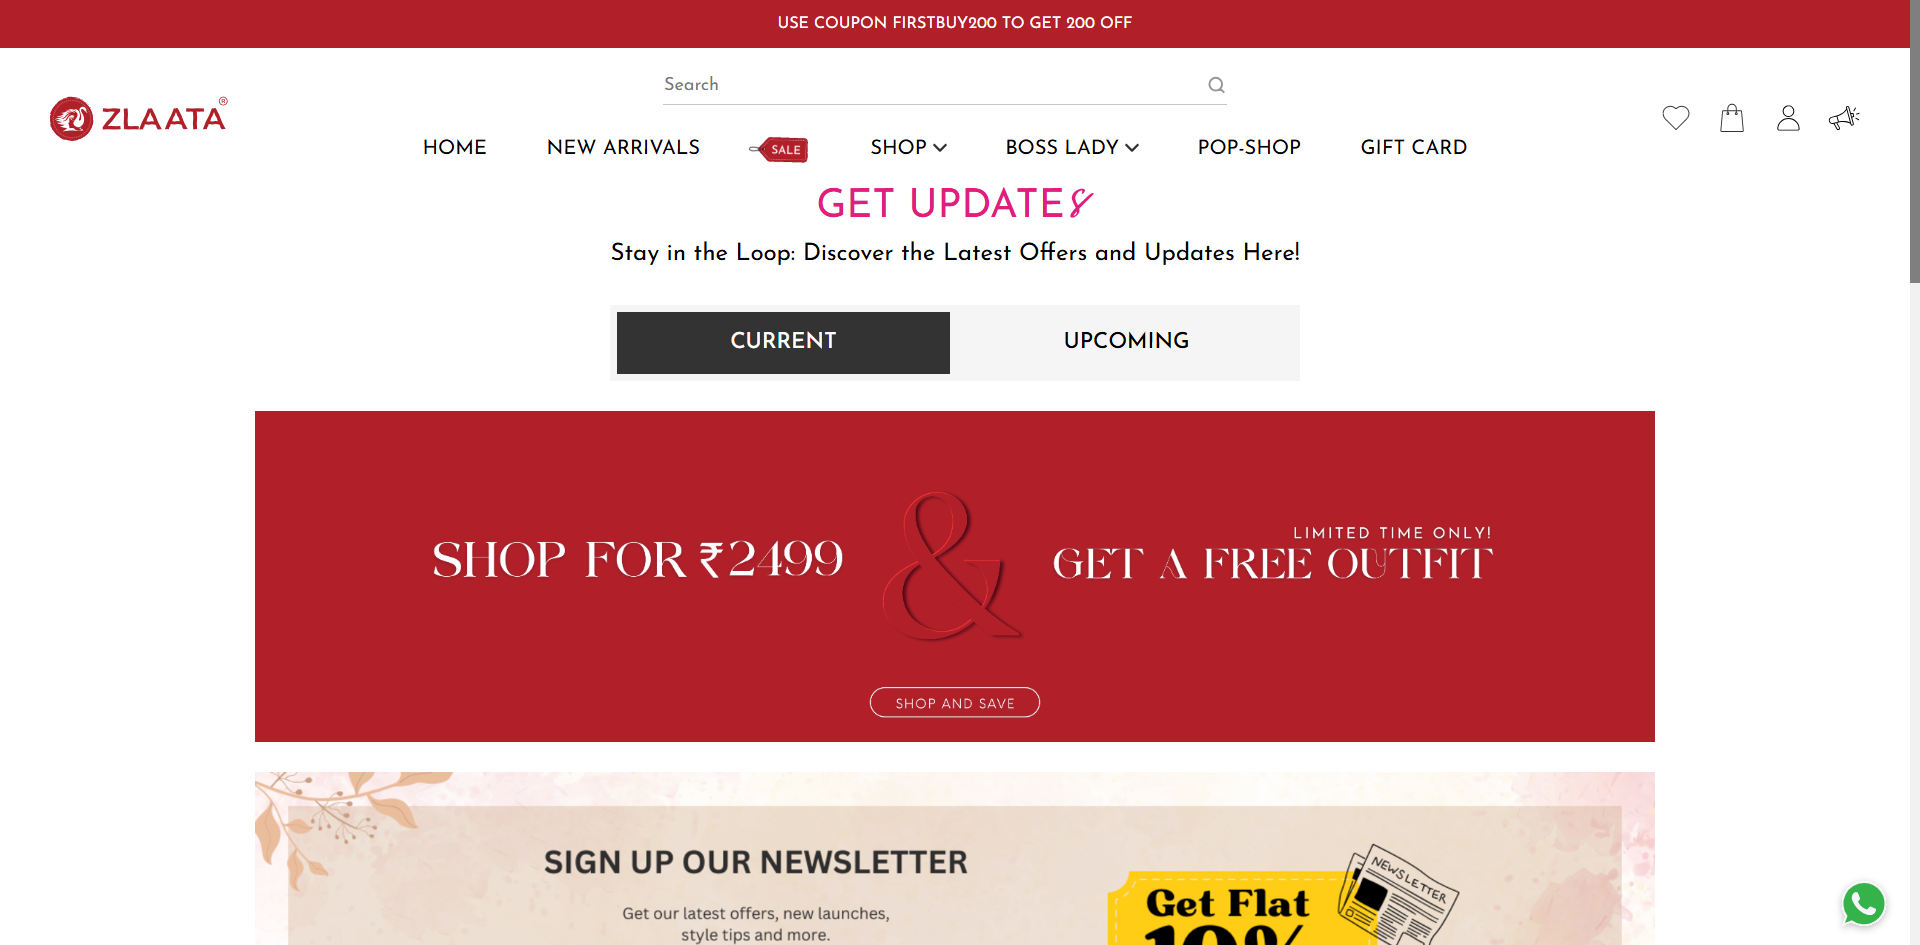 USE COUPON FIRSTBUY200 TO GET 200 OFF
Search
ZLAATA®
HOME
NEW ARRIVALS
SALE
SHOP
BOSS LADY
POP-SHOP
GIFT CARD
GET UPDATES
Stay in the Loop: Discover the Latest Offers and Updates Here!
CURRENT
UPCOMING
SHOP FOR ₹2499
&
LIMITED TIME ONLY!
GET A FREE OUTFIT
SHOP AND SAVE
SIGN UP OUR NEWSLETTER
Get our latest offers, new launches,
style tips and more.
NEWSLETTER
Get Flat
10%